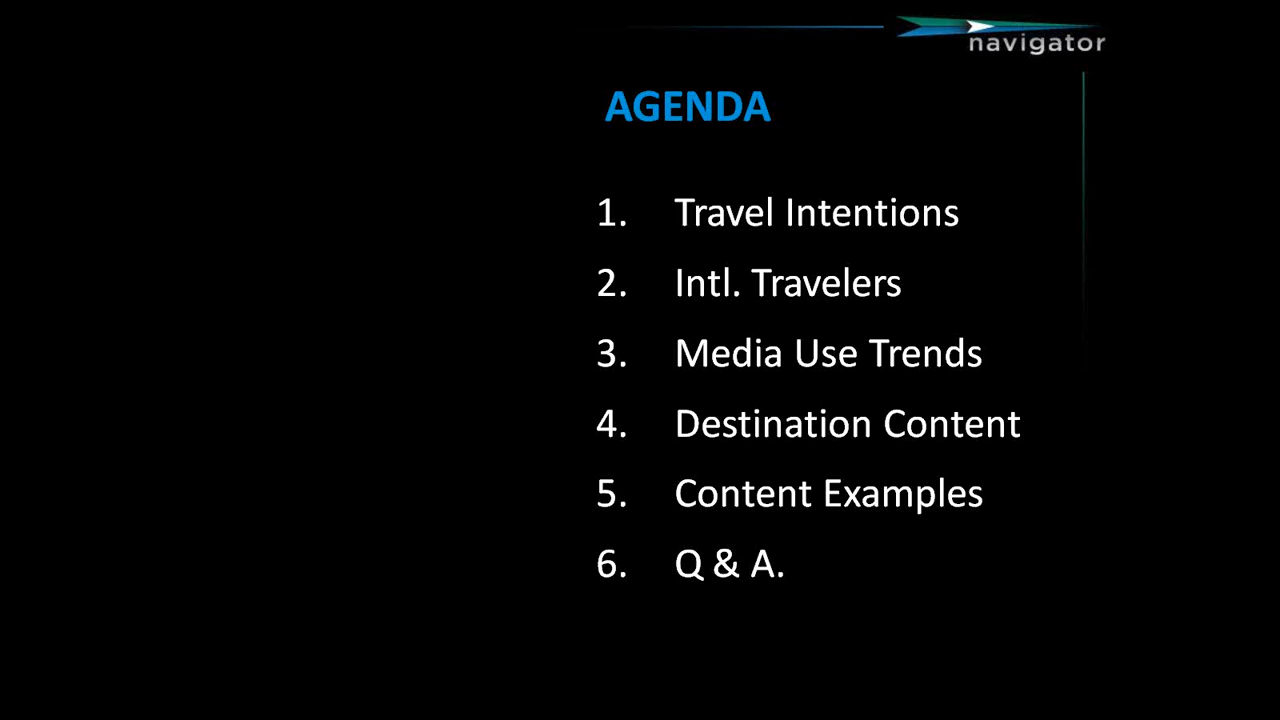 navigator
AGENDA
1. Travel Intentions
2. Intl. Travelers
3. Media Use Trends
4. Destination Content
5. Content Examples
6. Q & A.